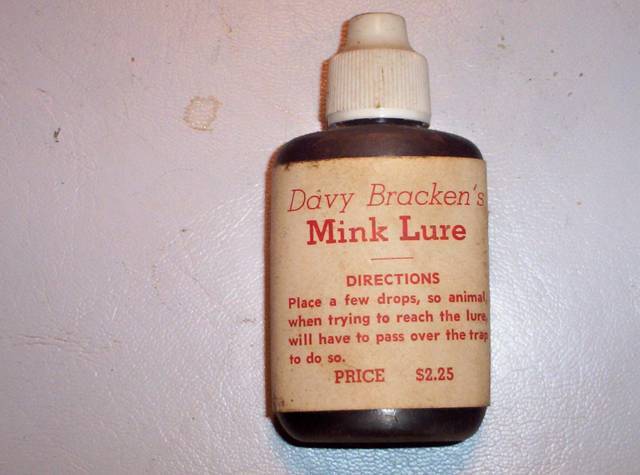 Davy Bracken's
Mink Lure
DIRECTIONS
Place a few drops, so animal,
when trying to reach the lure,
will have to pass over the trap
to do so.
PRICE $2.25